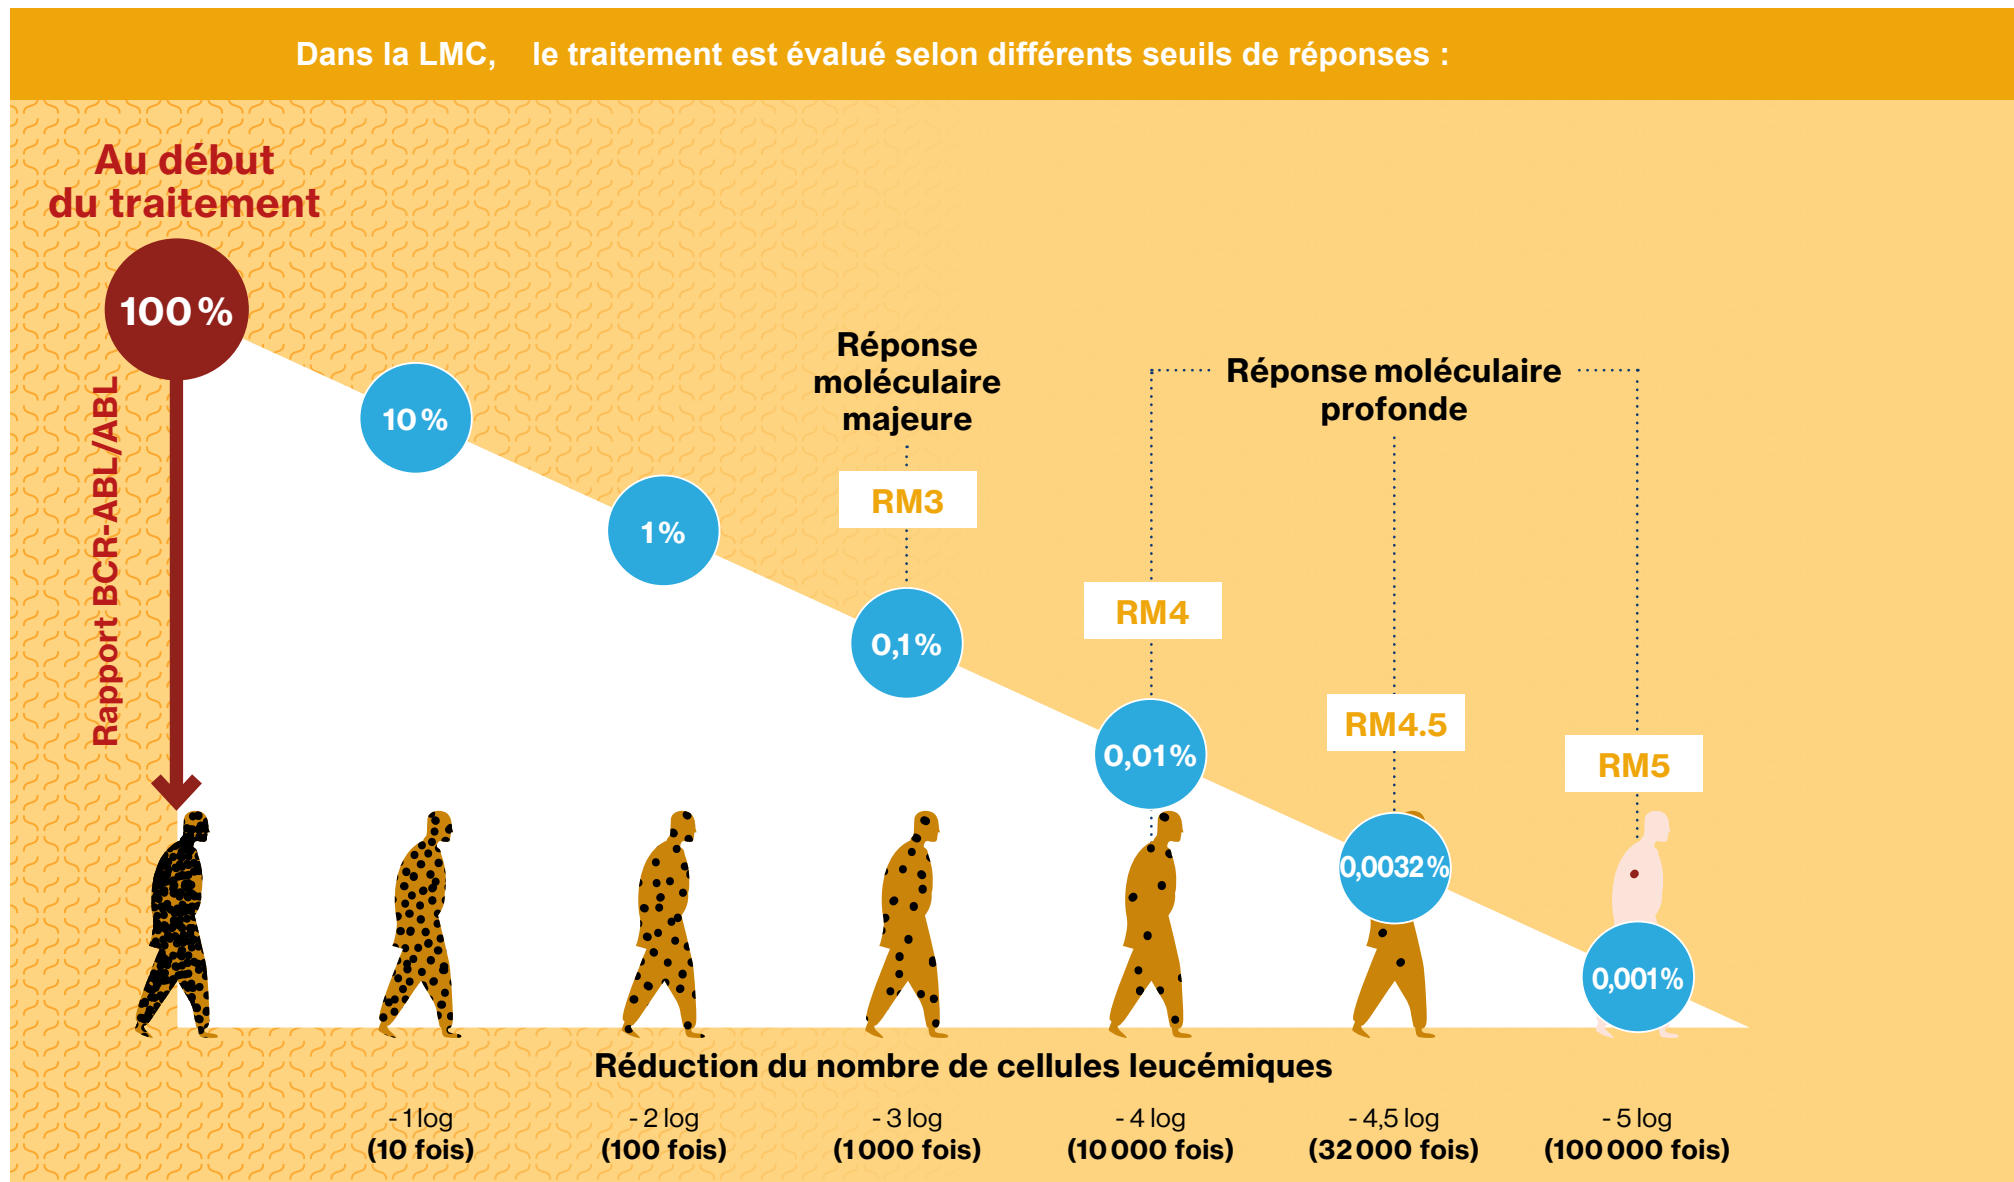 Dans la LMC, le traitement est évalué selon différents seuils de réponses :
Au début
du traitement
100 %
Rapport BCR-ABL/ABL
10 %
1 %
Réponse
moléculaire
majeure
RM3
0,1 %
Réponse moléculaire
profonde
RM4
0,01 %
RM4.5
0,0032 %
RM5
0,001 %
Réduction du nombre de cellules leucémiques
- 1 log
(10 fois)
- 2 log
(100 fois)
- 3 log
(1 000 fois)
- 4 log
(10 000 fois)
- 4,5 log
(32 000 fois)
- 5 log
(100 000 fois)